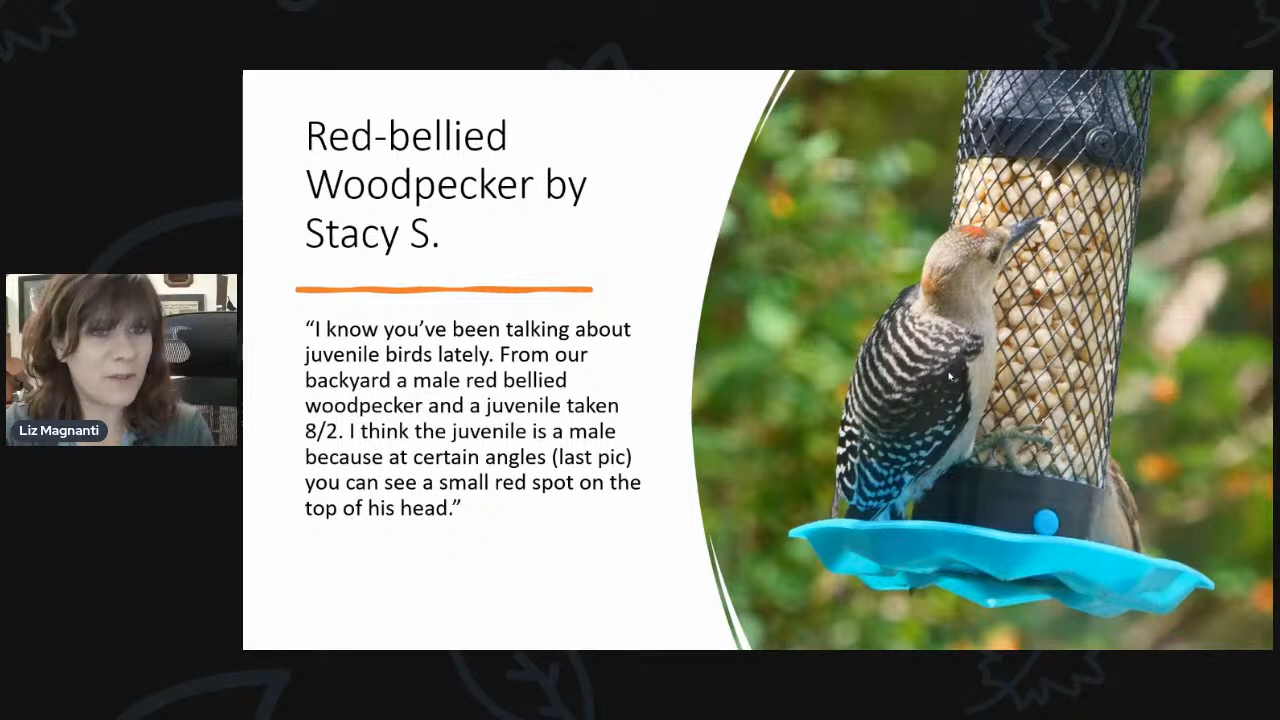 Red-bellied
Woodpecker by
Stacy S.
“I know you’ve been talking about
juvenile birds lately. From our
backyard a male red bellied
woodpecker and a juvenile taken
8/2. I think the juvenile is a male
because at certain angles (last pic)
you can see a small red spot on the
top of his head.”
Liz Magnanti